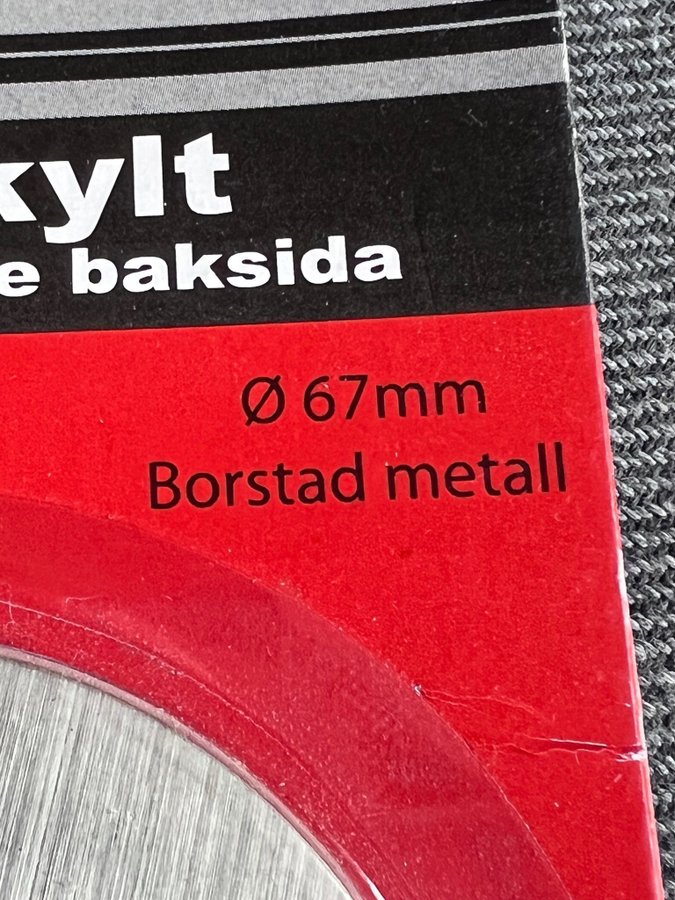 kylt
e baksida
Ø 67mm
Borstad metall